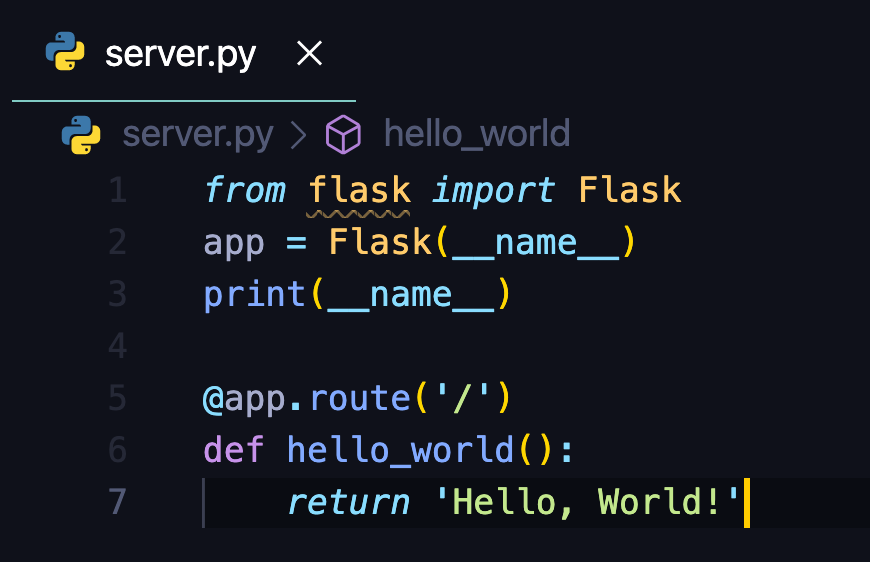 server.py
server.py > hello_world
1 from flask import Flask
2 app = Flask(__name__)
3 print(__name__)
4
5 @app.route('/')
6 def hello_world():
7     return 'Hello, World!'